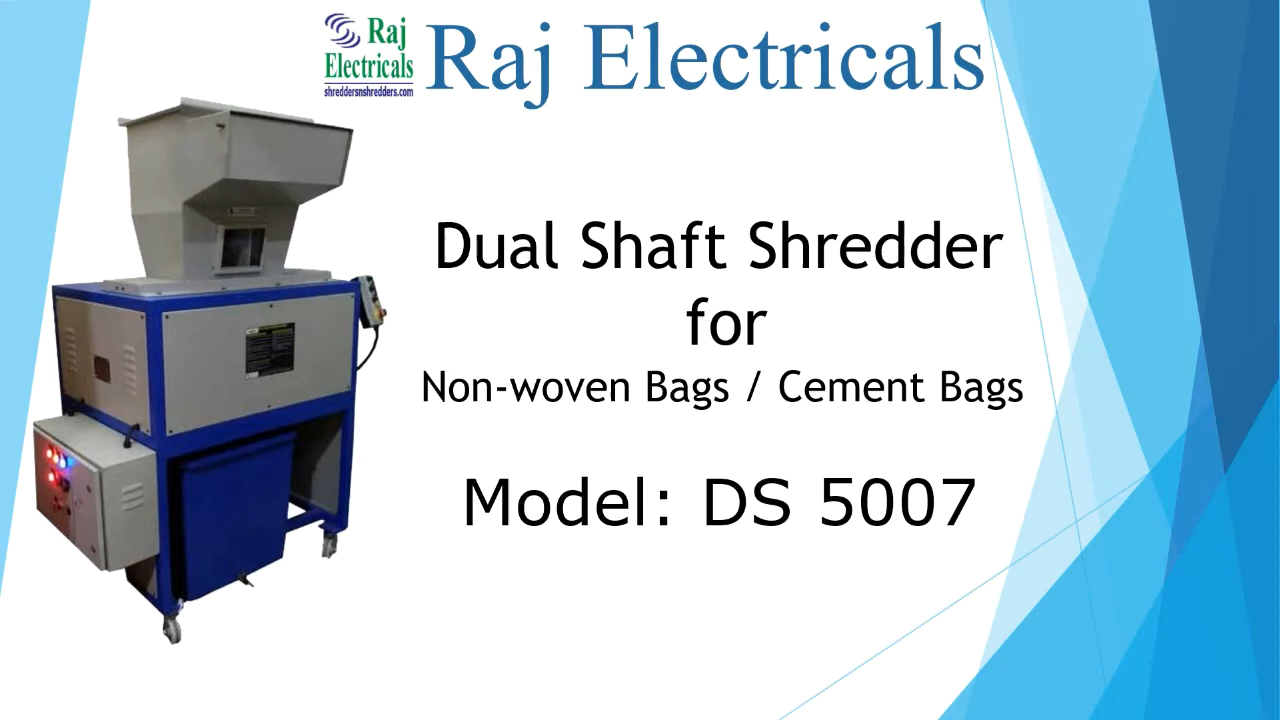 Raj
Electricals
shreddersnshredders.com
Raj Electricals
Dual Shaft Shredder
for
Non-woven Bags / Cement Bags
Model: DS 5007